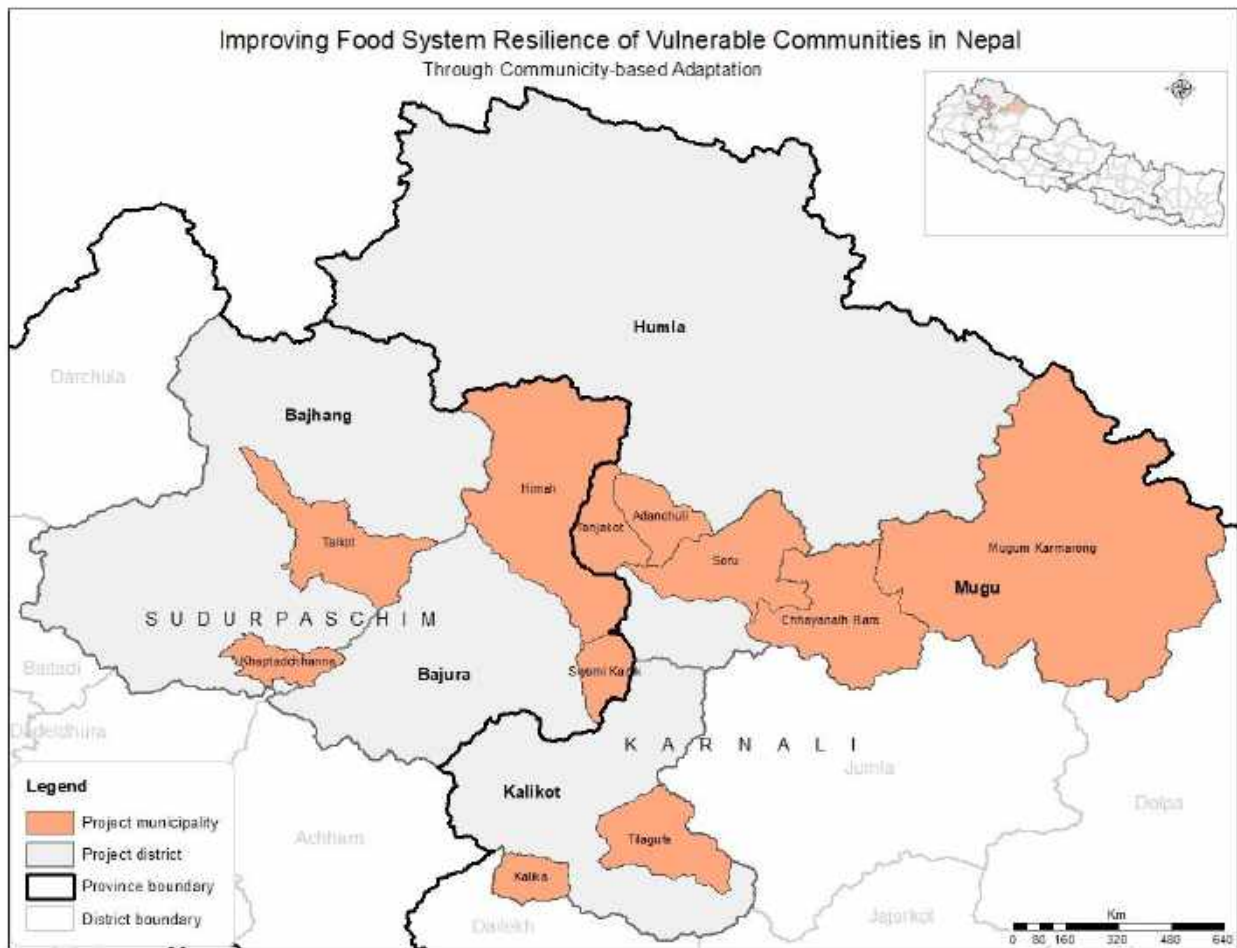 Improving Food System Resilience of Vulnerable Communities in Nepal
Through Communicity-based Adaptation
Humla
Darchula
Bajhang
Himali
Tanjakot
Adanchuli
Talkot
Soru
Mugum Karmarong
Mugu
SUDURPASCHIM
Chhayanath Rara
Khaptadchhanna
Baitadi
Bajura
Swami Kartik
Dadeldhura
KARNALI
Jumla
Legend
Kalikot
Dolpa
Project municipality
Achham
Project district
Tilagufa
Province boundary
Kalika
District boundary
Dailekh
Jajarkot
Km
0 80 160 320 480 640